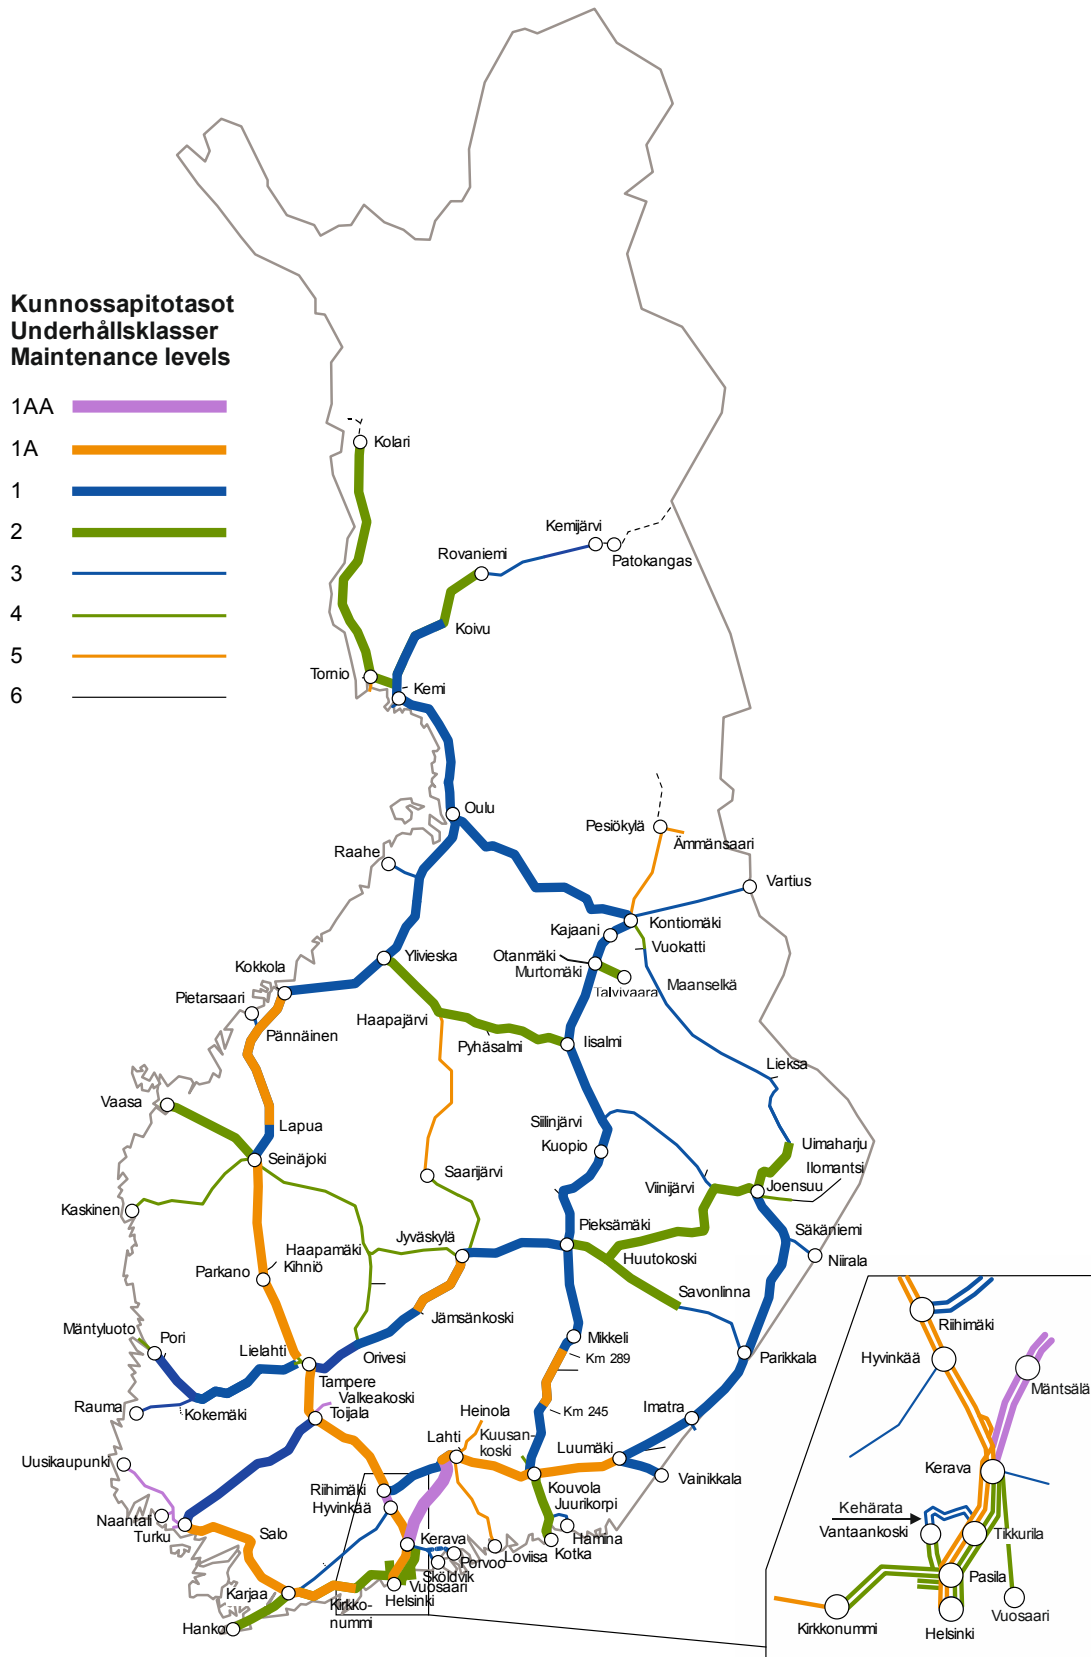 Kunnossapitotasot
Underhållsklasser
Maintenance levels
1AA
1A
1
2
3
4
5
6
Kolari
Kemijärvi
Patokangas
Rovaniemi
Koivu
Tornio
Kemi
Oulu
Pesiökylä
Ämmänsaari
Raahe
Vartius
Kontiomäki
Kajaani
Vuokatti
Otanmäki
Murtomäki
Ylivieska
Kokkola
Talvivaara
Maanselkä
Pietarsaari
Pännäinen
Haapajärvi
Pyhäsalmi
Iisalmi
Lieksa
Vaasa
Lapua
Siilinjärvi
Kuopio
Uimaharju
Ilomantsi
Seinäjoki
Saarijärvi
Viinijärvi
Joensuu
Kaskinen
Pieksämäki
Säkäniemi
Jyväskylä
Haapamäki
Kihniö
Huutokoski
Niirala
Parkano
Savonlinna
Mäntyluoto
Pori
Jämsänkoski
Mikkeli
Lielahti
Orivesi
Km 289
Parikkala
Tampere
Valkeakoski
Toijala
Rauma
Kokemäki
Heinola
Km 245
Imatra
Kuusan-
koski
Lahti
Luumäki
Uusikaupunki
Vainikkala
Riihimäki
Hyvinkää
Kouvola
Juurikorpi
Naantali
Turku
Salo
Kerava
Hamina
Kotka
Loviisa
Porvoo
Sköldvik
Vuosaari
Helsinki
Karjaa
Kirkko-
nummi
Hanko
Riihimäki
Hyvinkää
Mäntsälä
Kerava
Kehärata
Vantaankoski
Tikkurila
Pasila
Kirkkonummi
Helsinki
Vuosaari